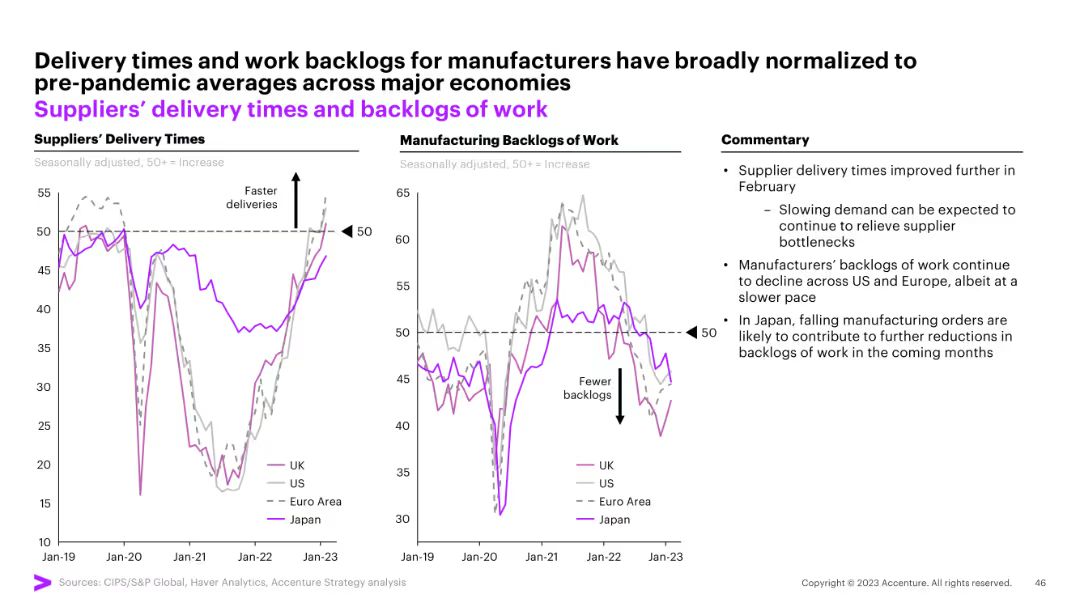 Delivery times and work backlogs for manufacturers have broadly normalized to
pre-pandemic averages across major economies
Suppliers' delivery times and backlogs of work
Suppliers' Delivery Times
Seasonally adjusted, 50+ = Increase
55
50
45
40
35
30
25
20
15
10
Faster
deliveries
50
UK
US
Euro Area
Japan
Jan-19
Jan-20
Jan-21
Jan-22
Jan-23
Manufacturing Backlogs of Work
Seasonally adjusted, 50+ = Increase
65
60
55
50
45
40
35
30
50
Fewer
backlogs
UK
US
Euro Area
Japan
Jan-19
Jan-20
Jan-21
Jan-22
Jan-23
Commentary
• Supplier delivery times improved further in
February
– Slowing demand can be expected to
continue to relieve supplier
bottlenecks
• Manufacturers' backlogs of work continue
to decline across US and Europe, albeit at a
slower pace
• In Japan, falling manufacturing orders are
likely to contribute to further reductions in
backlogs of work in the coming months
Sources: CIPS/S&P Global, Haver Analytics, Accenture Strategy analysis
Copyright © 2023 Accenture. All rights reserved.
46